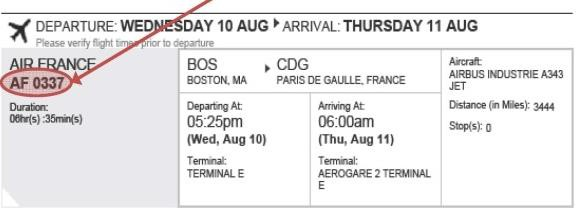 DEPARTURE: WEDNESDAY 10 AUG ▸ ARRIVAL: THURSDAY 11 AUG
Please verify flight times prior to departure
AIR FRANCE
AF 0337
Duration:
06hr(s) :35min(s)
BOS ▸ CDG
BOSTON, MA PARIS DE GAULLE, FRANCE
Departing At:
05:25pm
(Wed, Aug 10)
Terminal:
TERMINAL E
Arriving At:
06:00am
(Thu, Aug 11)
Terminal:
AEROGARE 2 TERMINAL
E
Aircraft:
AIRBUS INDUSTRIE A343
JET
Distance (in Miles): 3444
Stop(s): 0